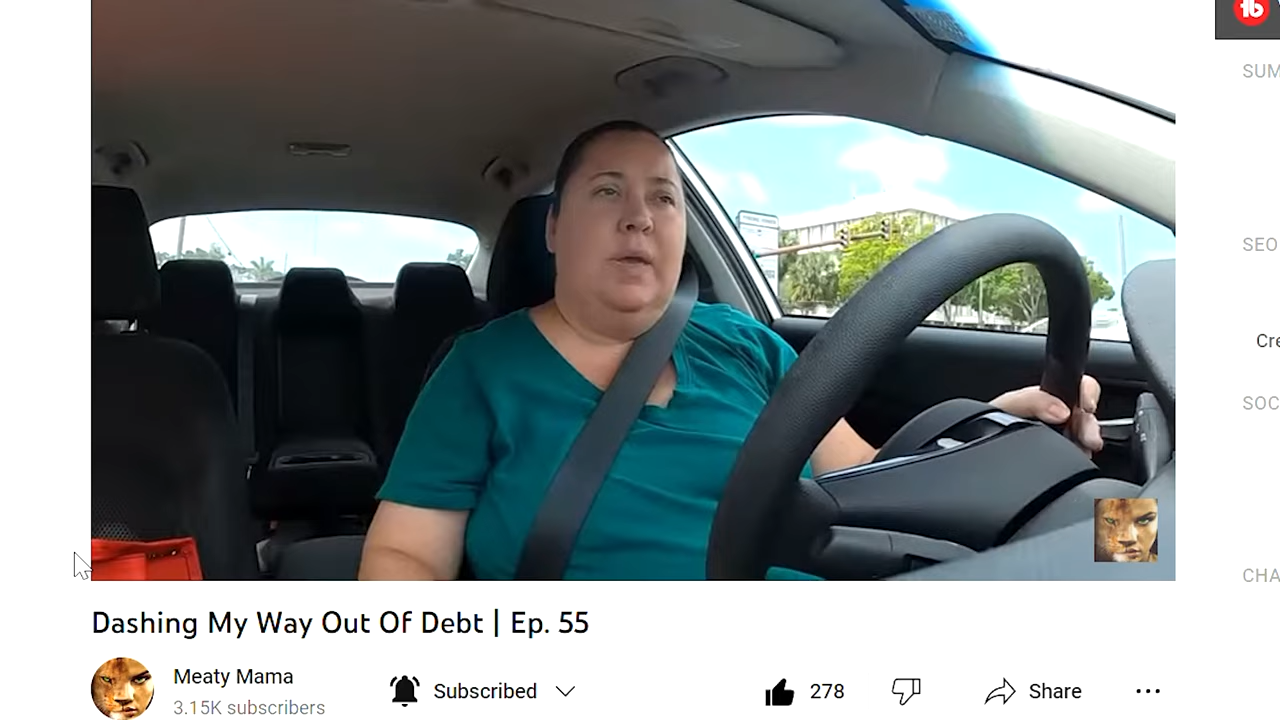 SUM
SEO
Cre
SOC
CHA
Dashing My Way Out Of Debt | Ep. 55
Meaty Mama
3.15K subscribers
Subscribed
278
Share